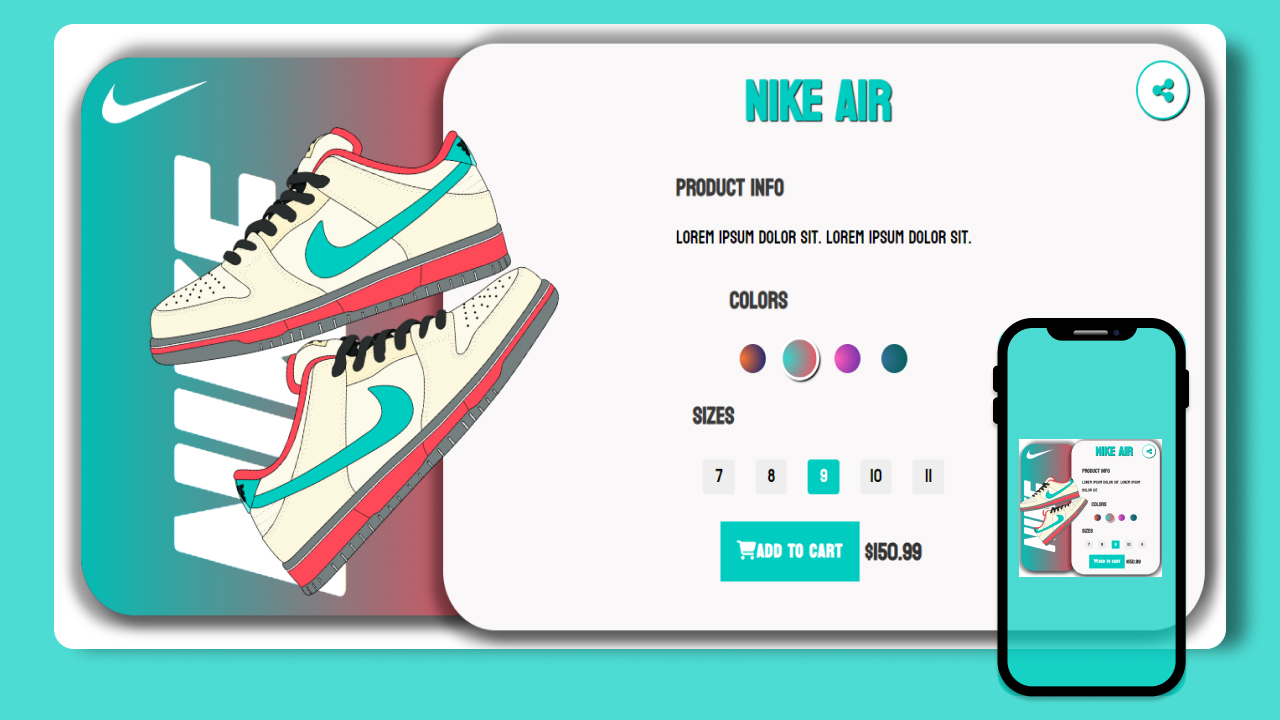 NIKE
NIKE AIR
PRODUCT INFO
LOREM IPSUM DOLOR SIT. LOREM IPSUM DOLOR SIT.
COLORS
SIZES
7 8 9 10 11
ADD TO CART $150.99
NIKE
NIKE AIR
PRODUCT INFO
LOREM IPSUM DOLOR SIT. LOREM IPSUM
DOLOR SIT.
COLORS
SIZES
7 8 9 10 11
ADD TO CART $150.99